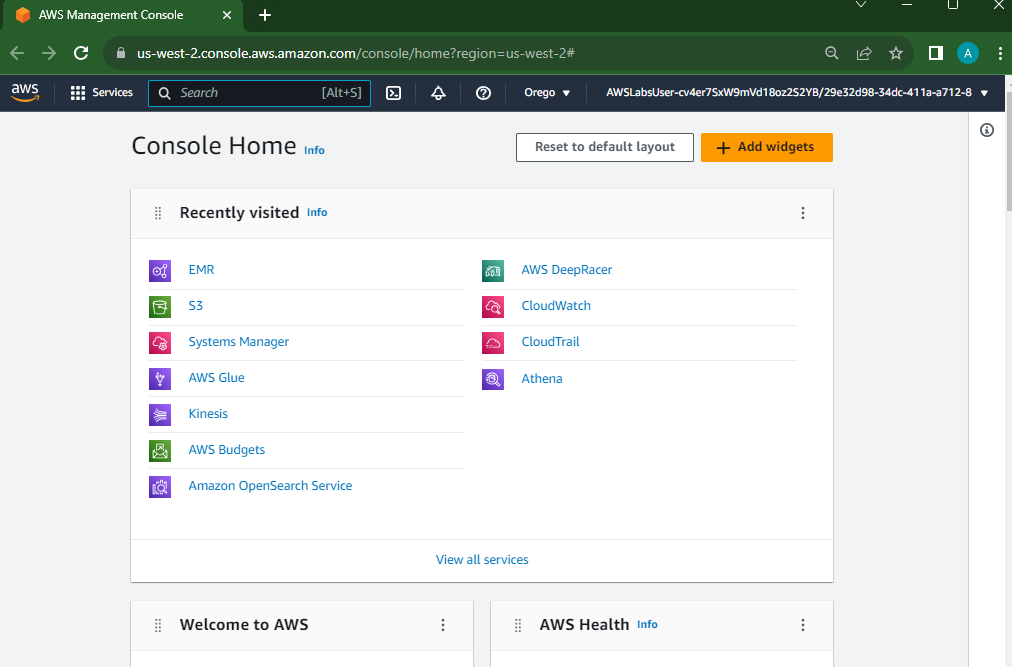 AWS Management Console
us-west-2.console.aws.amazon.com/console/home?region=us-west-2#
A
aws
Services
Search
[Alt+S]
Orego
AWSLabsUser-cv4er7SxW9mVd18oz2S2YB/29e32d98-34dc-411a-a712-8
Console Home Info
Reset to default layout
Add widgets
Recently visited Info
EMR
S3
Systems Manager
AWS Glue
Kinesis
AWS Budgets
Amazon OpenSearch Service
AWS DeepRacer
CloudWatch
CloudTrail
Athena
View all services
Welcome to AWS
AWS Health Info